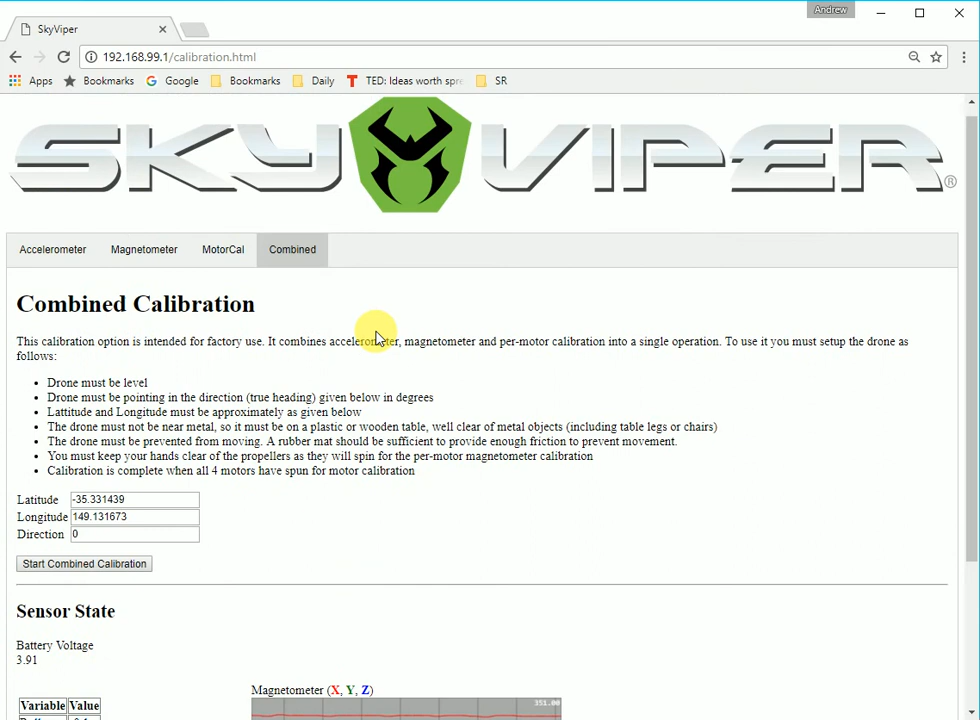 Andrew
SkyViper
192.168.99.1/calibration.html
Apps Bookmarks Google Bookmarks Daily TED: Ideas worth spre SR
SKY VIPER ®
Accelerometer Magnetometer MotorCal Combined
Combined Calibration
This calibration option is intended for factory use. It combines accelerometer, magnetometer and per-motor calibration into a single operation. To use it you must setup the drone as
follows:
• Drone must be level
• Drone must be pointing in the direction (true heading) given below in degrees
• Lattitude and Longitude must be approximately as given below
• The drone must not be near metal, so it must be on a plastic or wooden table, well clear of metal objects (including table legs or chairs)
• The drone must be prevented from moving. A rubber mat should be sufficient to provide enough friction to prevent movement.
• You must keep your hands clear of the propellers as they will spin for the per-motor magnetometer calibration
• Calibration is complete when all 4 motors have spun for motor calibration
Latitude -35.331439
Longitude 149.131673
Direction 0
Start Combined Calibration
Sensor State
Battery Voltage
3.91
Magnetometer (X, Y, Z)
Variable Value
351.00